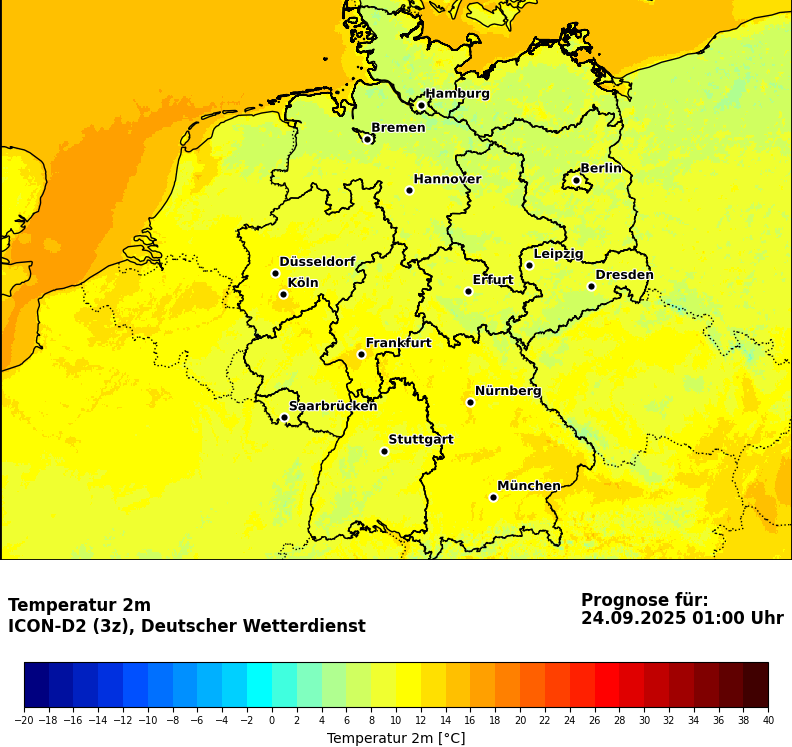 Hamburg
Bremen
Berlin
Hannover
Leipzig
Düsseldorf
Dresden
Köln
Erfurt
Frankfurt
Nürnberg
Saarbrücken
Stuttgart
München
Temperatur 2m
ICON-D2 (3z), Deutscher Wetterdienst
Prognose für:
24.09.2025 01:00 Uhr
−20 −18 −16 −14 −12 −10 −8 −6 −4 −2 0 2 4 6 8 10 12 14 16 18 20 22 24 26 28 30 32 34 36 38 40
Temperatur 2m [°C]